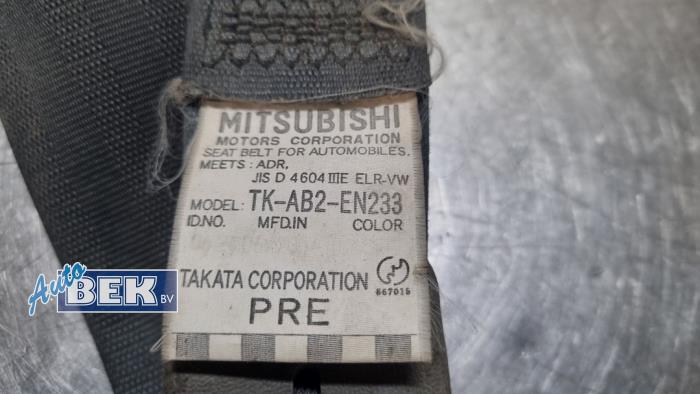 MITSUBISHI
MOTORS CORPORATION
SEAT BELT FOR AUTOMOBILES.
MEETS : ADR,
JIS D 4604 IIIE ELR-VW
MODEL: TK-AB2-EN233
ID.NO. MFD.IN COLOR
TAKATA CORPORATION
667015
PRE
Auto
BEK BV